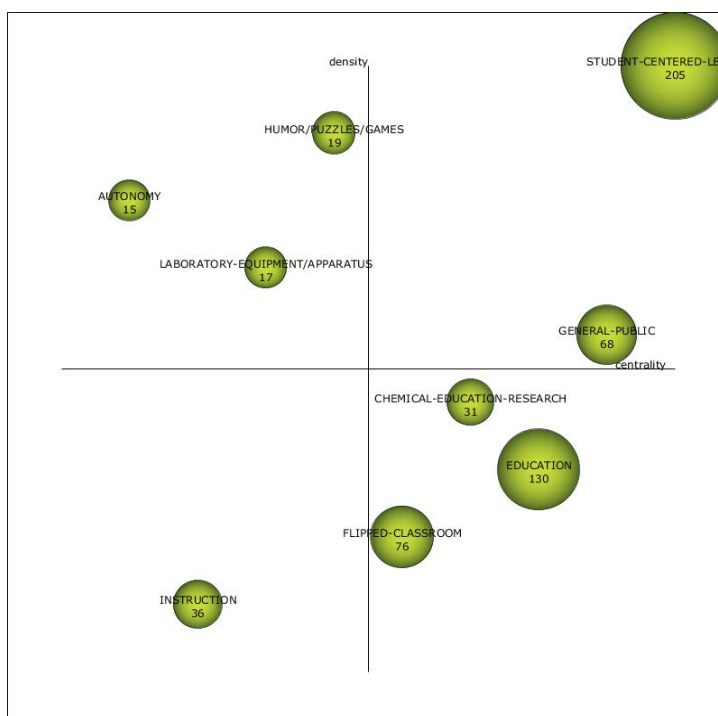 density
STUDENT-CENTERED-LE
205
HUMOR/PUZZLES/GAMES
19
AUTONOMY
15
LABORATORY-EQUIPMENT/APPARATUS
17
GENERAL-PUBLIC
68
centrality
CHEMICAL-EDUCATION-RESEARCH
31
EDUCATION
130
FLIPPED-CLASSROOM
76
INSTRUCTION
36